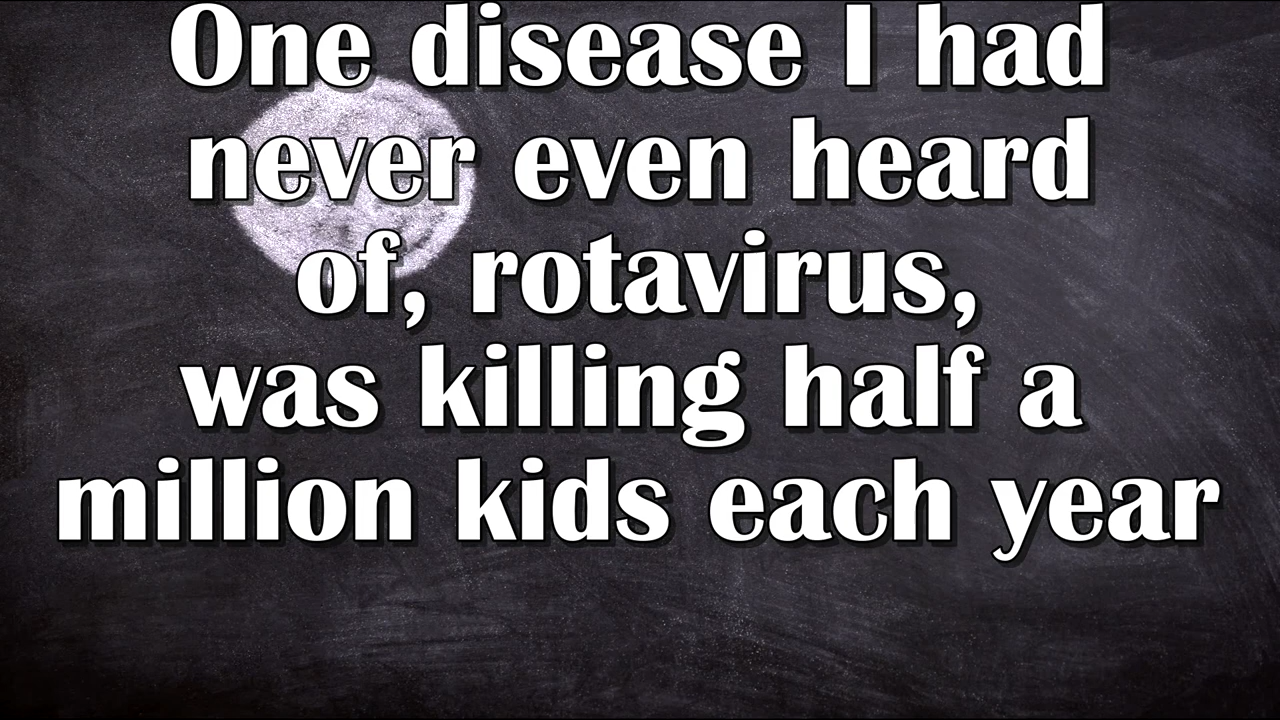 One disease I had
never even heard
of, rotavirus,
was killing half a
million kids each year